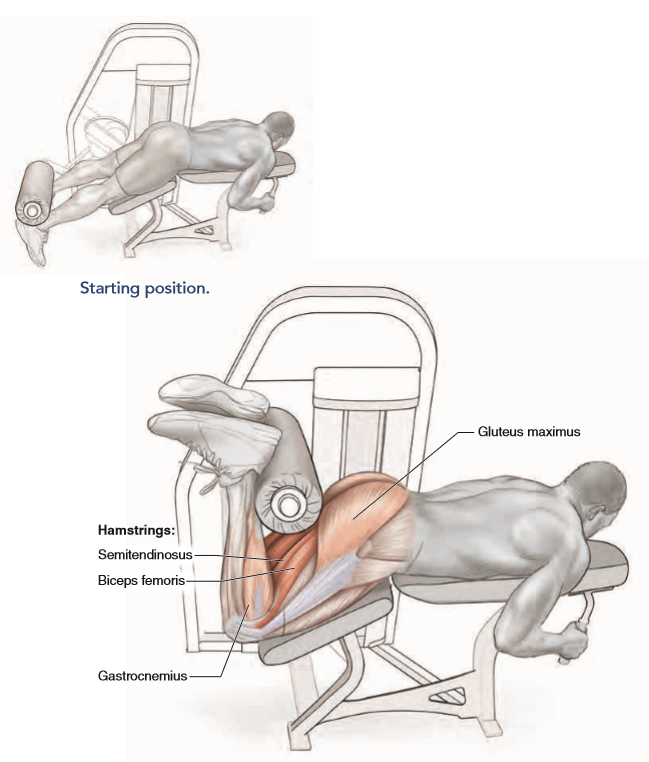 Starting position.
Gluteus maximus
Hamstrings:
Semitendinosus
Biceps femoris
Gastrocnemius